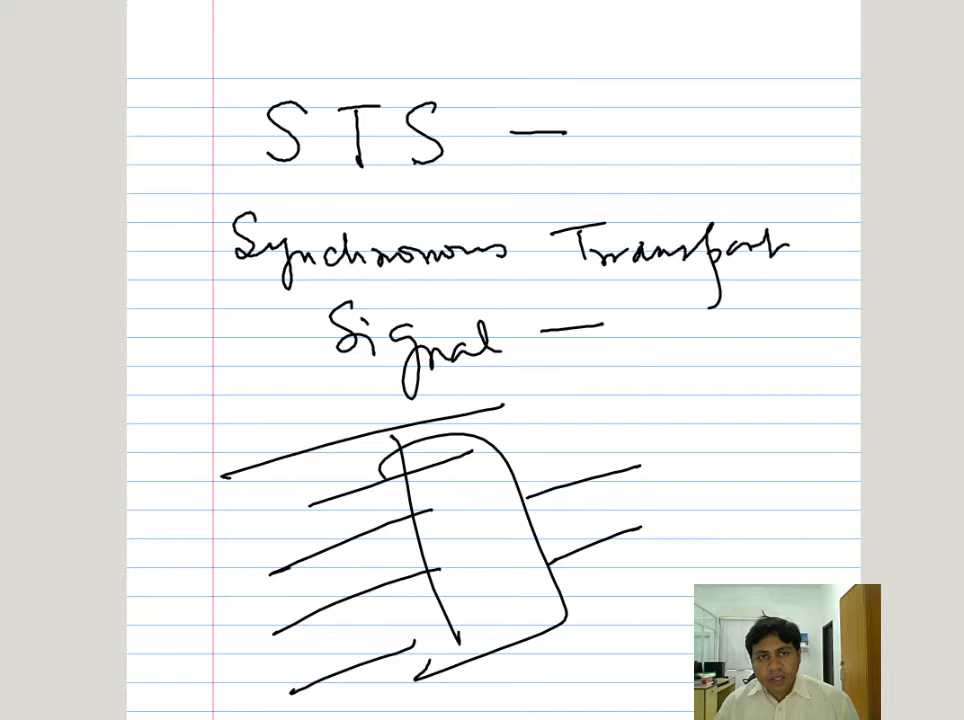 STS —
Synchronous Transport
Signal —